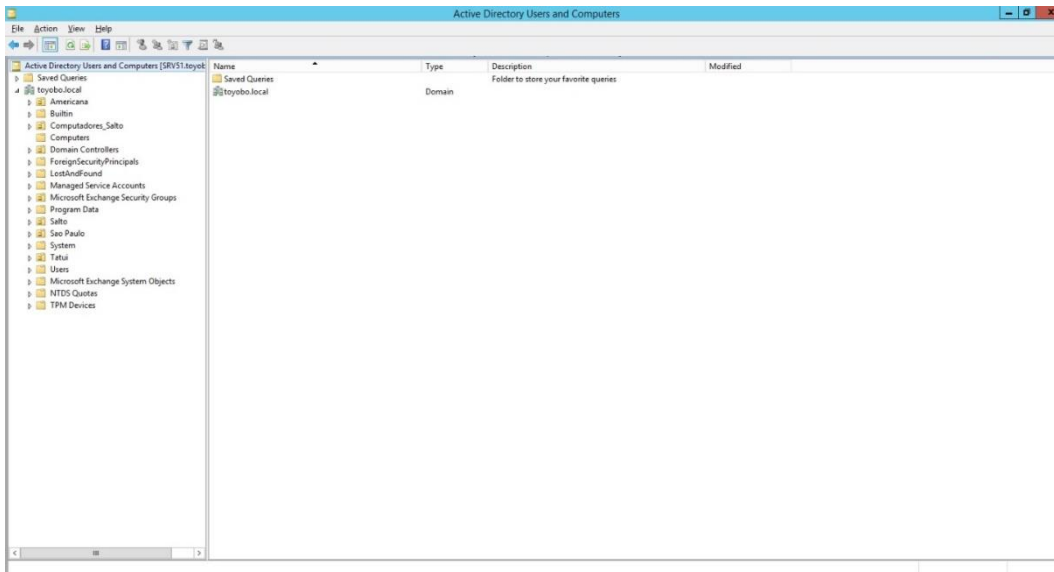 Active Directory Users and Computers
File Action View Help
Active Directory Users and Computers [SRV51.toyob
Name Type Description Modified
Saved Queries
toyobo.local
Americana
Builtin
Computadores_Salto
Computers
Domain Controllers
ForeignSecurityPrincipals
LostAndFound
Managed Service Accounts
Microsoft Exchange Security Groups
Program Data
Salto
Sao Paulo
System
Tatui
Users
Microsoft Exchange System Objects
NTDS Quotas
TPM Devices
Saved Queries Folder to store your favorite queries
toyobo.local Domain